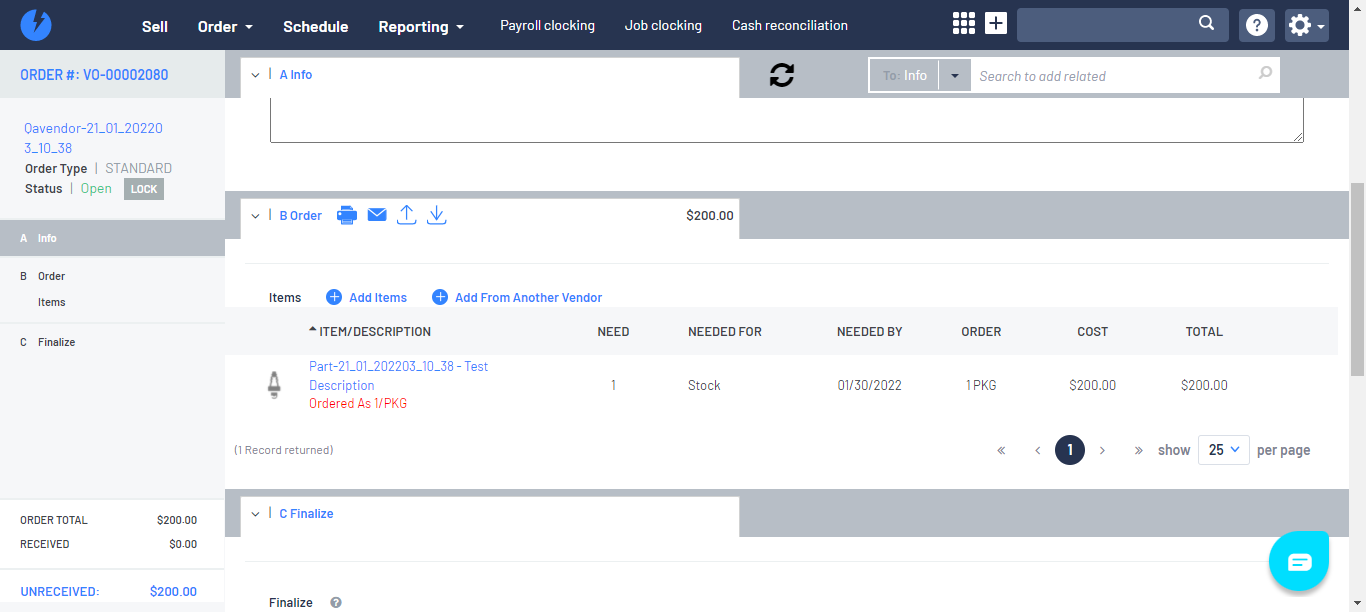 Sell
Order
Schedule
Reporting
Payroll clocking
Job clocking
Cash reconciliation
ORDER #: VO-00002080
A Info
To: Info
Search to add related
Qavendor-21_01_20220
3_10_38
Order Type | STANDARD
Status | Open LOCK
A Info
B Order
Items
C Finalize
ORDER TOTAL $200.00
RECEIVED $0.00
UNRECEIVED: $200.00
B Order $200.00
Items Add Items Add From Another Vendor
ITEM/DESCRIPTION NEED NEEDED FOR NEEDED BY ORDER COST TOTAL
Part-21_01_202203_10_38 - Test
Description
Ordered As 1/PKG
1 Stock 01/30/2022 1 PKG $200.00 $200.00
(1 Record returned)
« ‹ 1 › » show 25 per page
C Finalize
Finalize ?